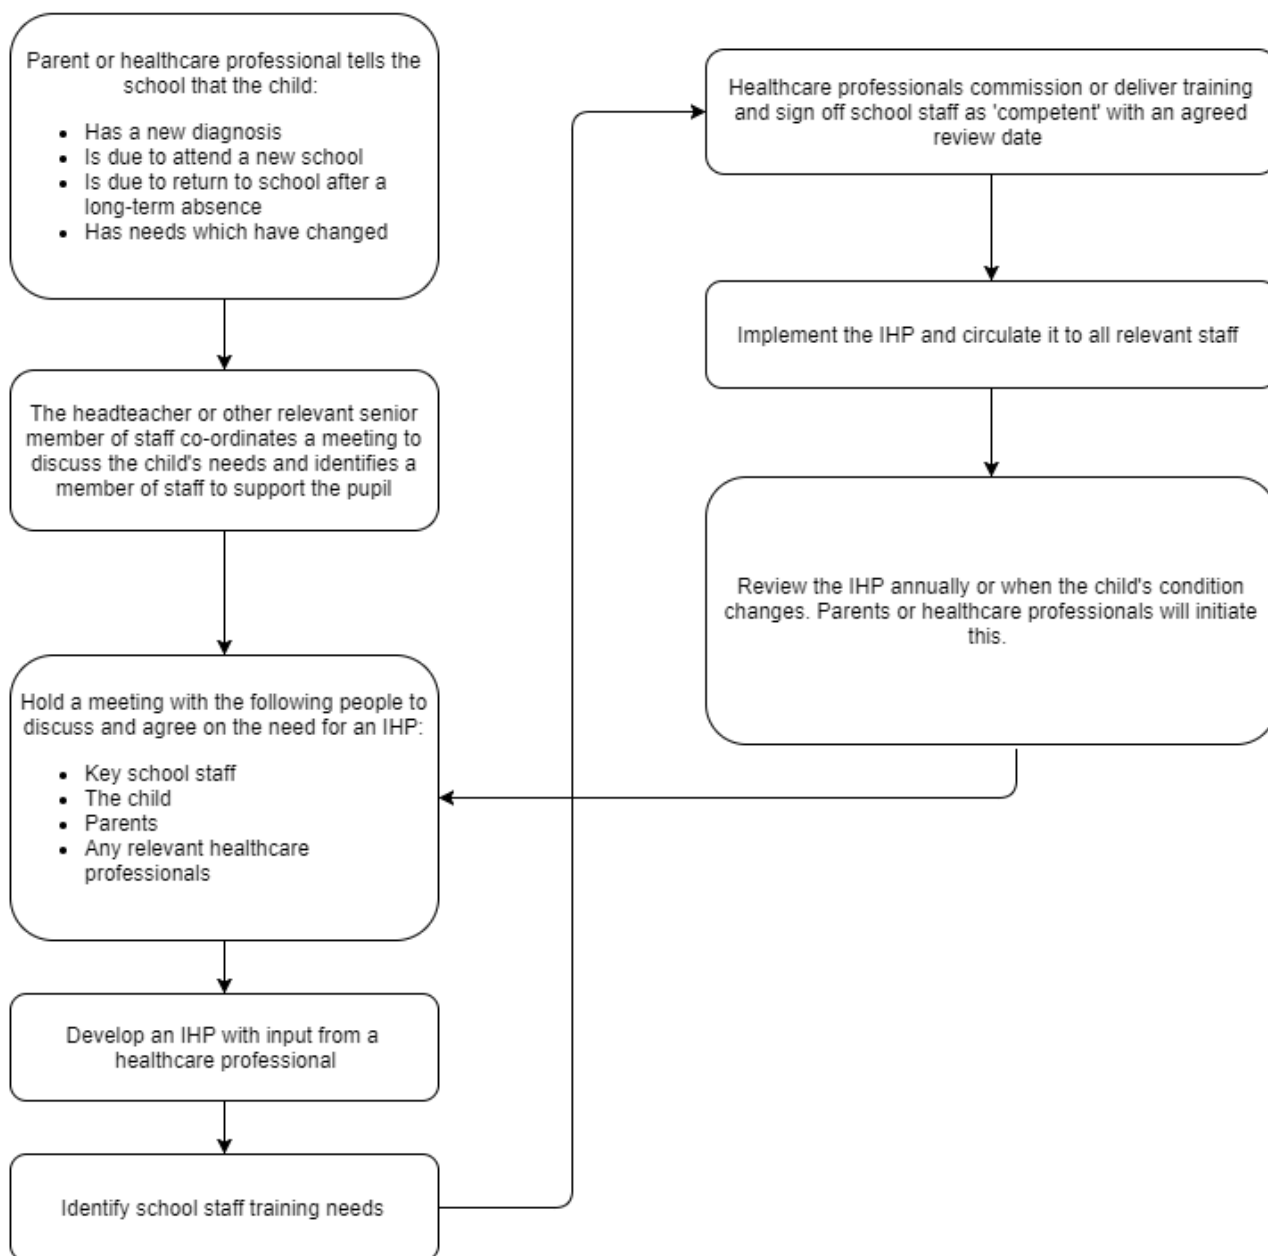 Parent or healthcare professional tells the
school that the child:
• Has a new diagnosis
• Is due to attend a new school
• Is due to return to school after a
long-term absence
• Has needs which have changed
The headteacher or other relevant senior
member of staff co-ordinates a meeting to
discuss the child's needs and identifies a
member of staff to support the pupil
Hold a meeting with the following people to
discuss and agree on the need for an IHP:
• Key school staff
• The child
• Parents
• Any relevant healthcare
professionals
Develop an IHP with input from a
healthcare professional
Identify school staff training needs
Healthcare professionals commission or deliver training
and sign off school staff as 'competent' with an agreed
review date
Implement the IHP and circulate it to all relevant staff
Review the IHP annually or when the child's condition
changes. Parents or healthcare professionals will initiate
this.